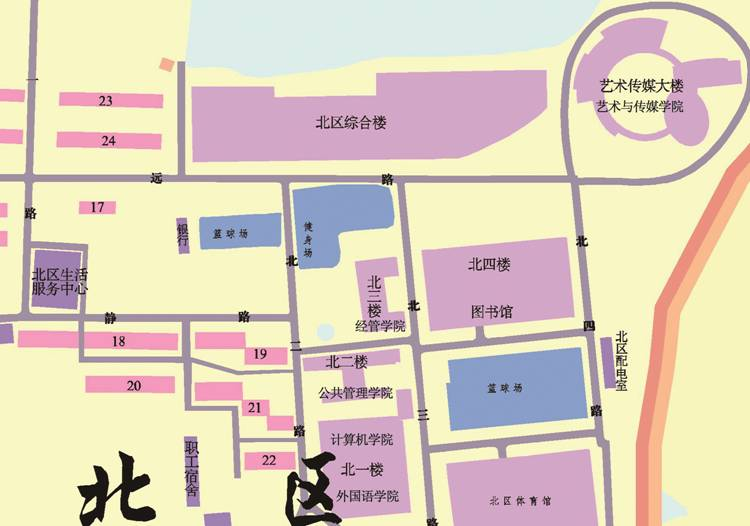 艺术传媒大楼
艺术与传媒学院
一
23
24
北区综合楼
远
路
路
17
银行
篮球场
健身场
北
北
北四楼
北区生活
服务中心
北三楼
经管学院
北
图书馆
静
路
18
19
二
四
北区配电室
北二楼
公共管理学院
篮球场
20
21
三
路
路
计算机学院
22
职工宿舍
北一楼
外国语学院
北区体育馆
路
北区